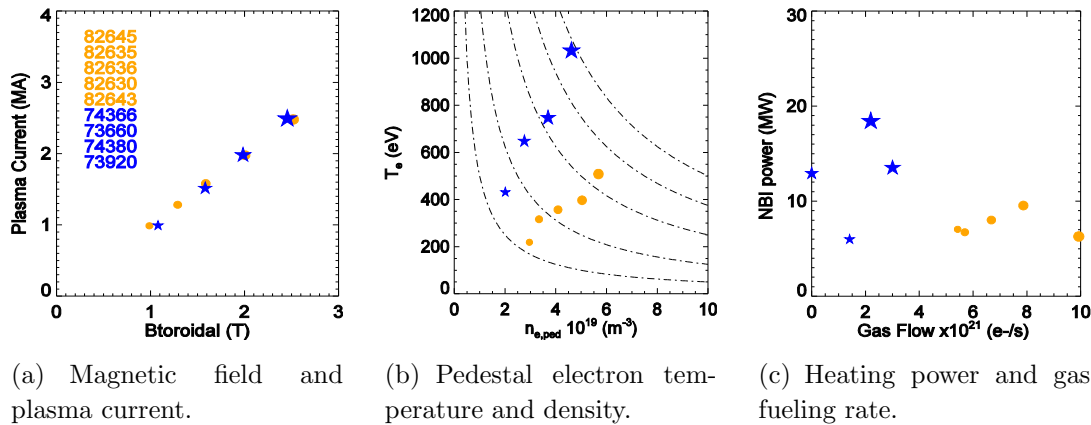 4
3
2
1
0
Plasma Current (MA)
82645
82635
82636
82630
82643
74366
73660
74380
73920
0 1 2 3
Btoroidal (T)
1200
1000
800
600
400
200
0
T_e (eV)
0 2 4 6 8 10
n_e,ped 10^19 (m^-3)
30
20
10
0
NBI power (MW)
0 2 4 6 8 10
Gas Flow x10^21 (e-/s)
(a) Magnetic field and
plasma current.
(b) Pedestal electron tem-
perature and density.
(c) Heating power and gas
fueling rate.